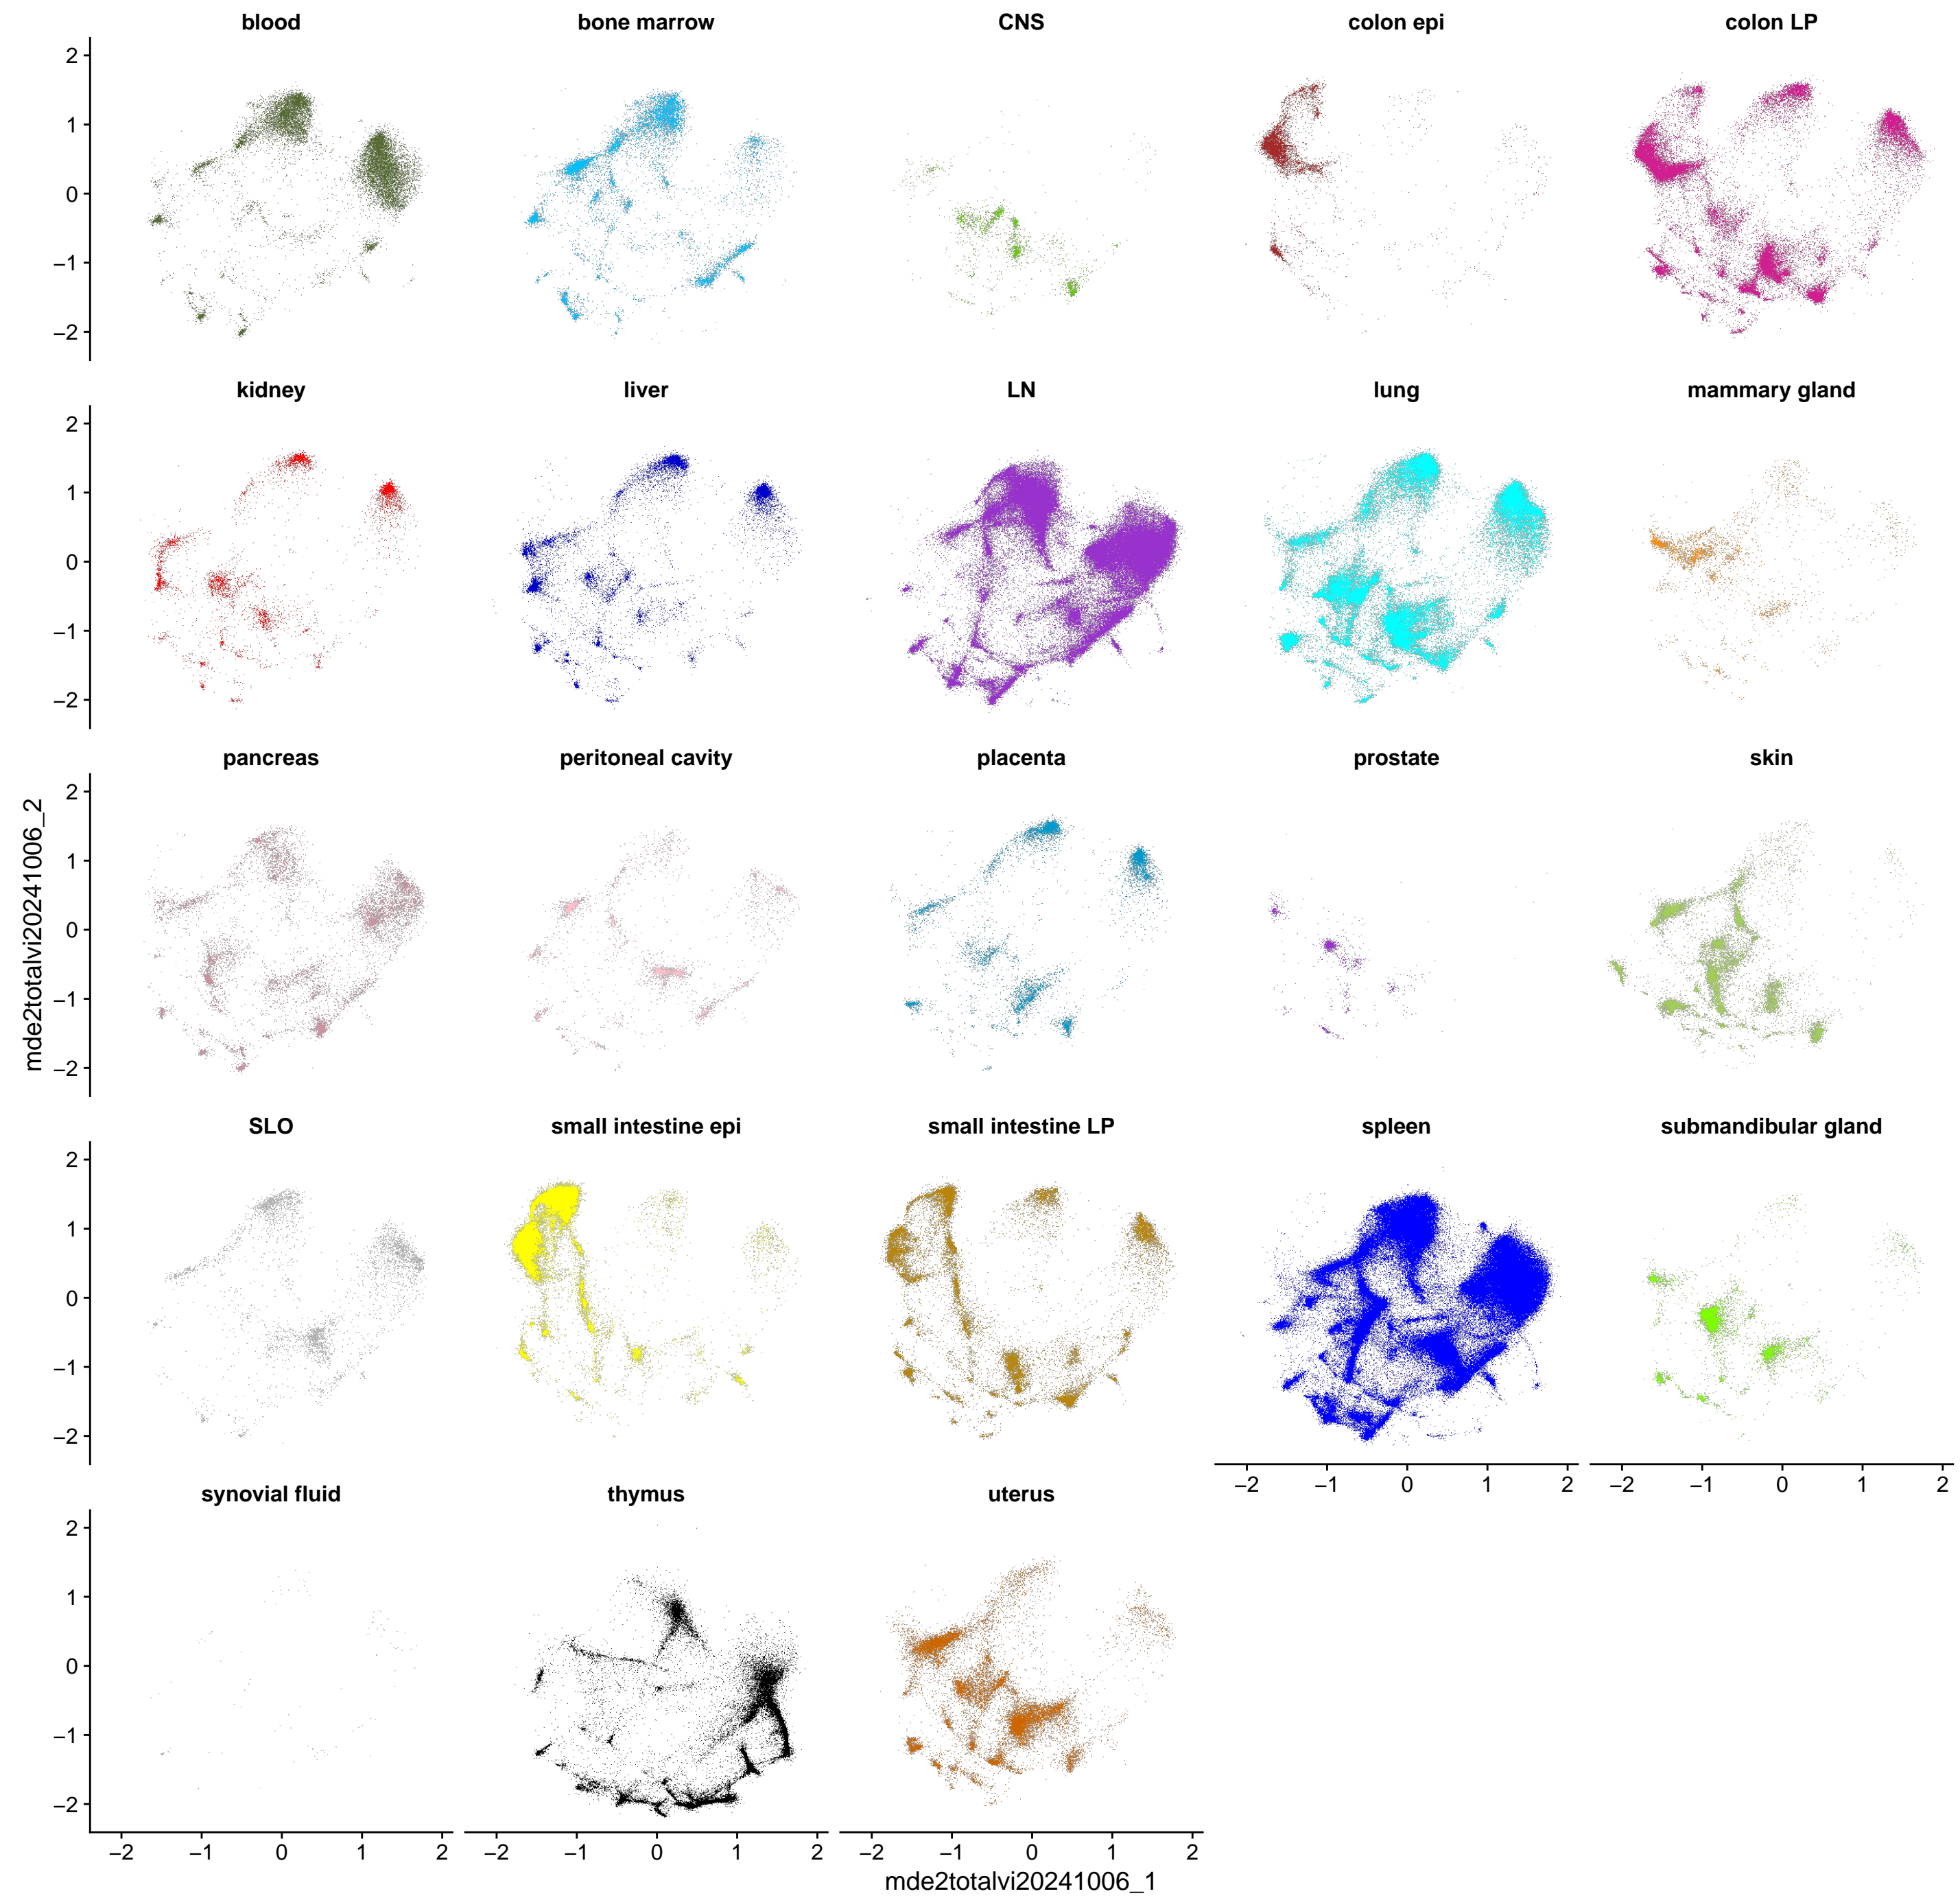 blood bone marrow CNS colon epi colon LP
2
1
0
−1
−2
kidney liver LN lung mammary gland
2
1
0
−1
−2
pancreas peritoneal cavity placenta prostate skin
2
1
0
−1
−2
mde2totalvi20241006_2
SLO small intestine epi small intestine LP spleen submandibular gland
2
1
0
−1
−2
−2 −1 0 1 2 −2 −1 0 1 2
synovial fluid thymus uterus
2
1
0
−1
−2
−2 −1 0 1 2 −2 −1 0 1 2 −2 −1 0 1 2
mde2totalvi20241006_1